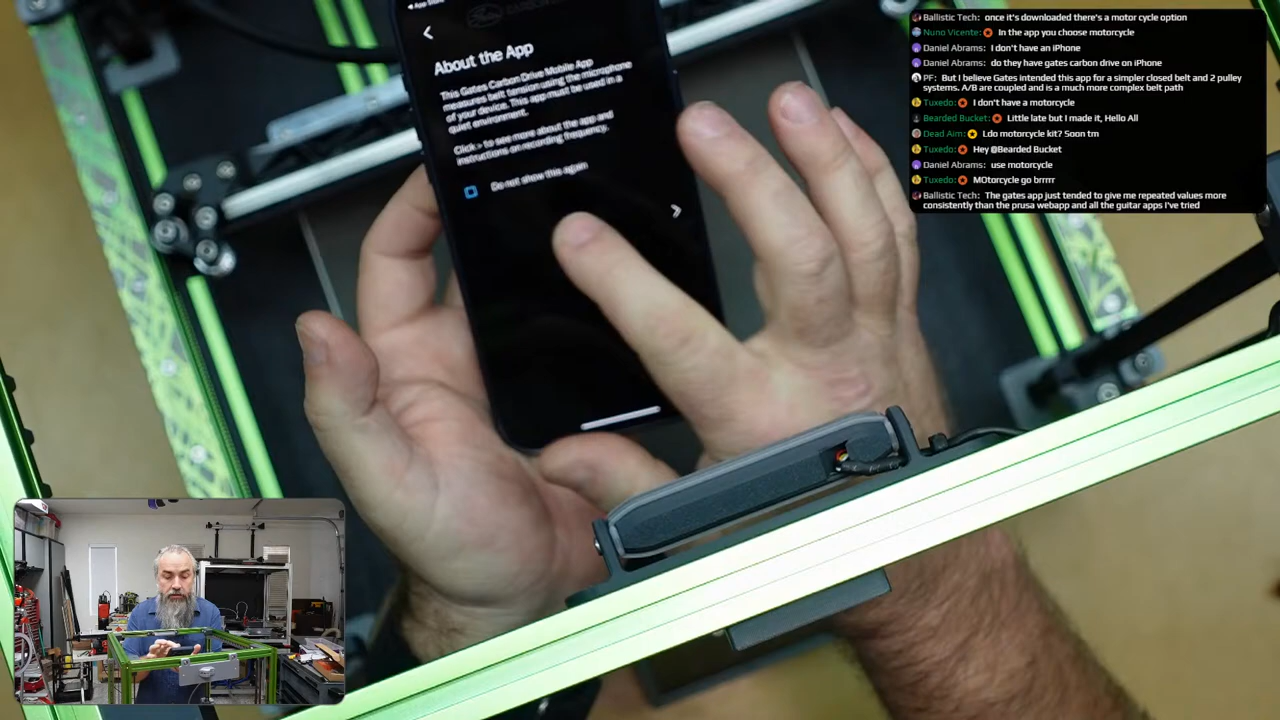 App Store
About the App
This Gates Carbon Drive Mobile App
measures belt tension using the microphone
of your device. This app must be used in a
quiet environment.
Click > to see more about the app and
instructions on recording frequency.
Do not show this again
Ballistic Tech: once it's downloaded there's a motor cycle option
Nuno Vicente: In the app you choose motorcycle
Daniel Abrams: I don't have an iPhone
Daniel Abrams: do they have gates carbon drive on iPhone
PF: But I believe Gates intended this app for a simpler closed belt and 2 pulley
systems. A/B are coupled and is a much more complex belt path
Tuxedo: I don't have a motorcycle
Bearded Bucket: Little late but I made it, Hello All
Dead Aim: Ldo motorcycle kit? Soon tm
Tuxedo: Hey @Bearded Bucket
Daniel Abrams: use motorcycle
Tuxedo: MOtorcycle go brrrr
Ballistic Tech: The gates app just tended to give me repeated values more
consistently than the prusa webapp and all the guitar apps I've tried